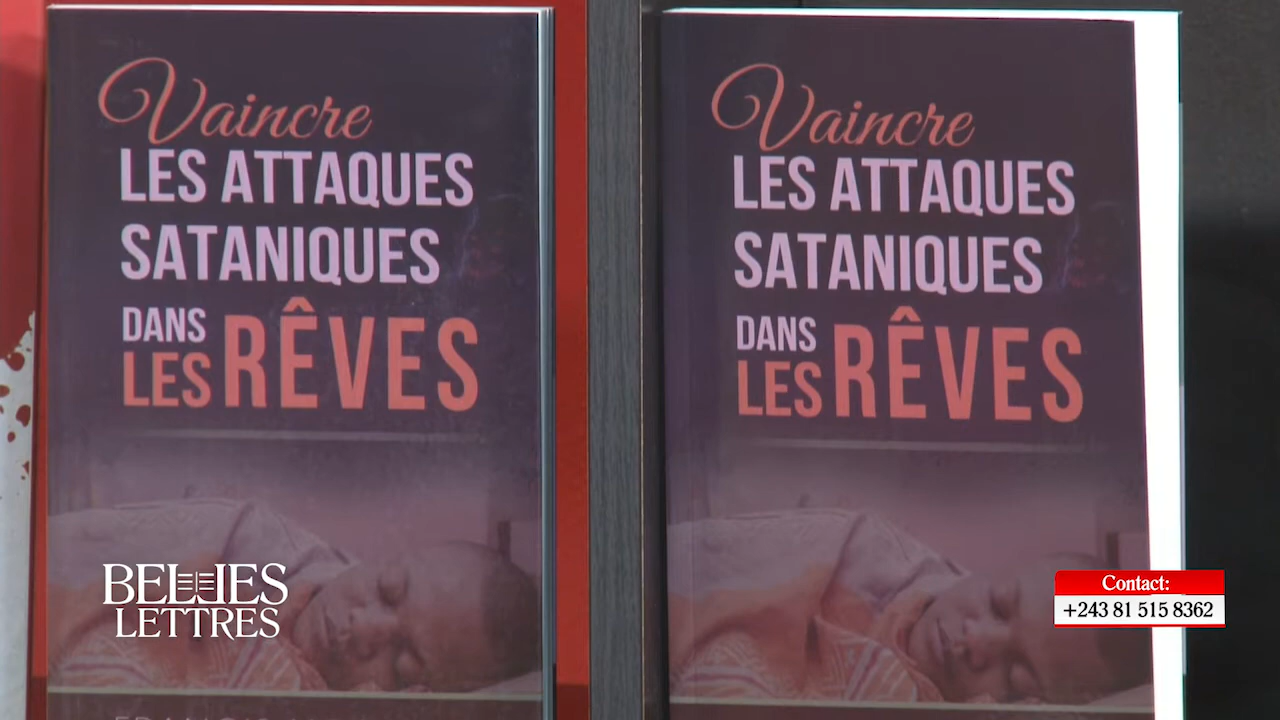 Vaincre
LES ATTAQUES
SATANIQUES
DANS
LES RÊVES
Vaincre
LES ATTAQUES
SATANIQUES
DANS
LES RÊVES
BELLES
LETTRES
Contact:
+243 81 515 8362